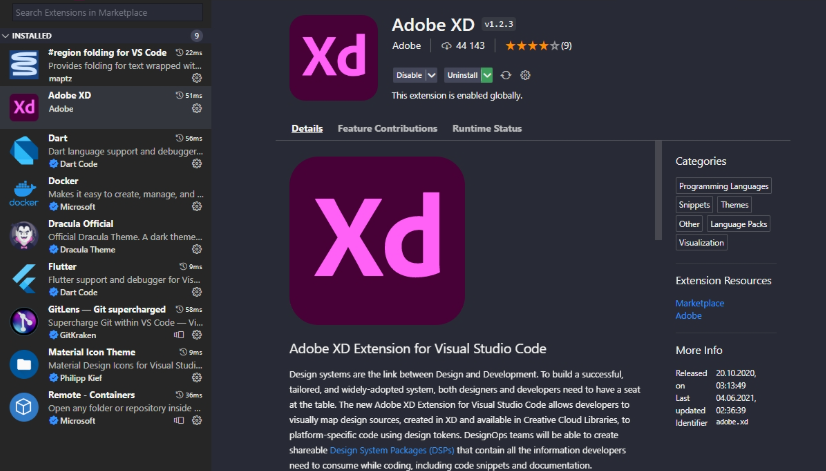 Search Extensions in Marketplace
INSTALLED 9
#region folding for VS Code 22ms
Provides folding for text wrapped wit...
maptz
Xd
Adobe XD 51ms
Adobe
Dart 56ms
Dart language support and debugger...
Dart Code
Docker
docker
Makes it easy to create, manage, and ...
Microsoft
Dracula Official
Official Dracula Theme. A dark theme...
Dracula Theme
Flutter 9ms
Flutter support and debugger for Vis...
Dart Code
GitLens — Git supercharged 58ms
Supercharge Git within VS Code — Vi...
GitKraken
Material Icon Theme 9ms
Material Design Icons for Visual Studi...
Philipp Kief
Remote - Containers 36ms
Open any folder or repository inside ...
Microsoft
Xd
Adobe XD v1.2.3
Adobe 44 143 (9)
Disable Uninstall
This extension is enabled globally.
Details Feature Contributions Runtime Status
Xd
Adobe XD Extension for Visual Studio Code
Design systems are the link between Design and Development. To build a successful,
tailored, and widely-adopted system, both designers and developers need to have a seat
at the table. The new Adobe XD Extension for Visual Studio Code allows developers to
visually map design sources, created in XD and available in Creative Cloud Libraries, to
platform-specific code using design tokens. DesignOps teams will be able to create
shareable Design System Packages (DSPs) that contain all the information developers
need to consume while coding, including code snippets and documentation.
Categories
Programming Languages
Snippets Themes
Other Language Packs
Visualization
Extension Resources
Marketplace
Adobe
More Info
Released 20.10.2020,
on 03:13:49
Last 04.06.2021,
updated 02:36:39
Identifier adobe.xd